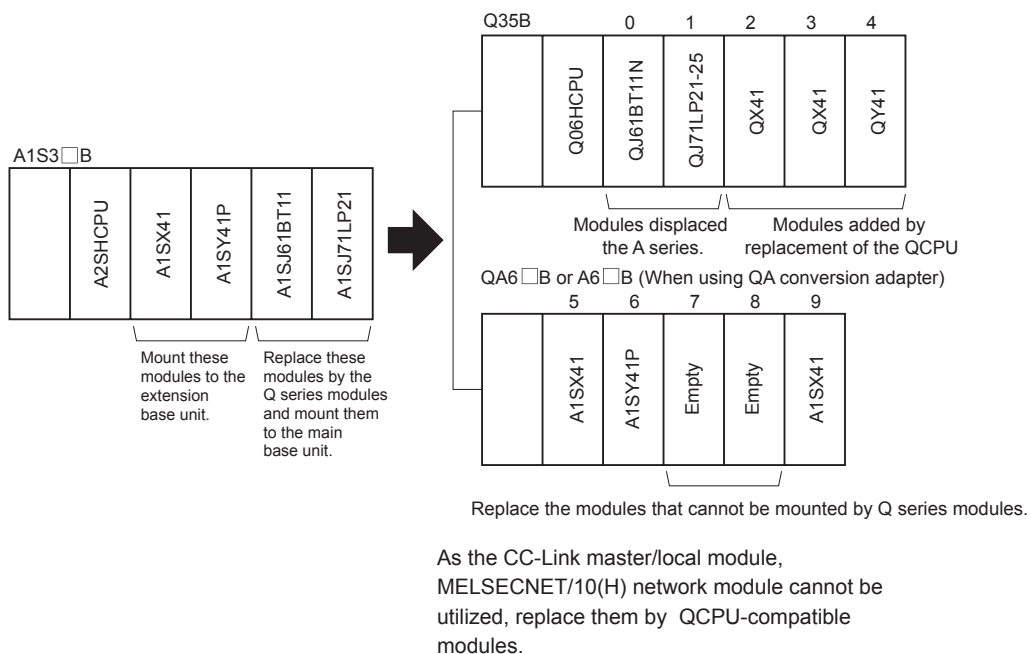 A1S3□B
A2SHCPU
A1SX41
A1SY41P
A1SJ61BT11
A1SJ71LP21
Mount these
modules to the
extension
base unit.
Replace these
modules by the
Q series modules
and mount them
to the main
base unit.
Q35B
0 1 2 3 4
Q06HCPU
QJ61BT11N
QJ71LP21-25
QX41
QX41
QY41
Modules displaced
the A series.
Modules added by
replacement of the QCPU
QA6□B or A6□B (When using QA conversion adapter)
5 6 7 8 9
A1SX41
A1SY41P
Empty
Empty
A1SX41
Replace the modules that cannot be mounted by Q series modules.
As the CC-Link master/local module,
MELSECNET/10(H) network module cannot be
utilized, replace them by QCPU-compatible
modules.